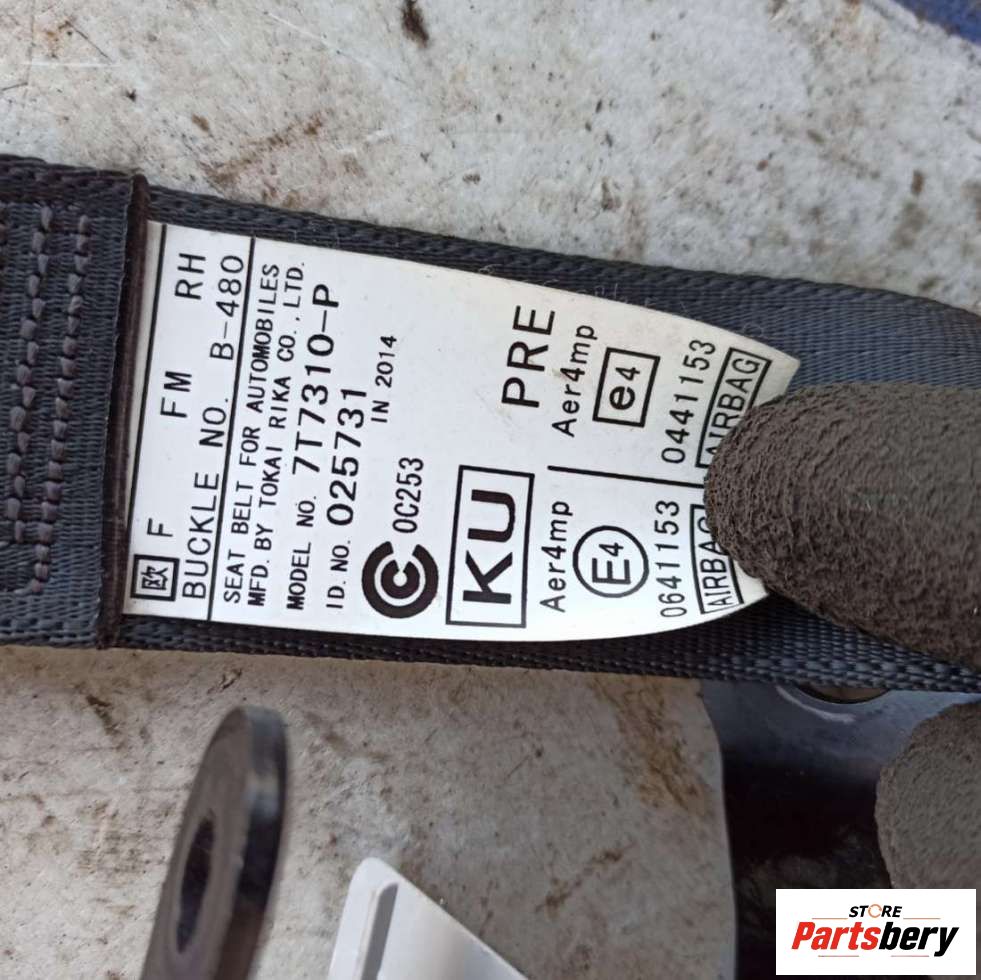 欧 F FM RH
BUCKLE NO. B-480
SEAT BELT FOR AUTOMOBILES
MFD. BY TOKAI RIKA CO., LTD.
MODEL NO. 7T7310-P
ID. NO. 025731
IN 2014
C 0C253
KU PRE
Aer4mp Aer4mp
E4 e4
0641153 0441153
AIRBAG AIRBAG
STORE
Partsbery